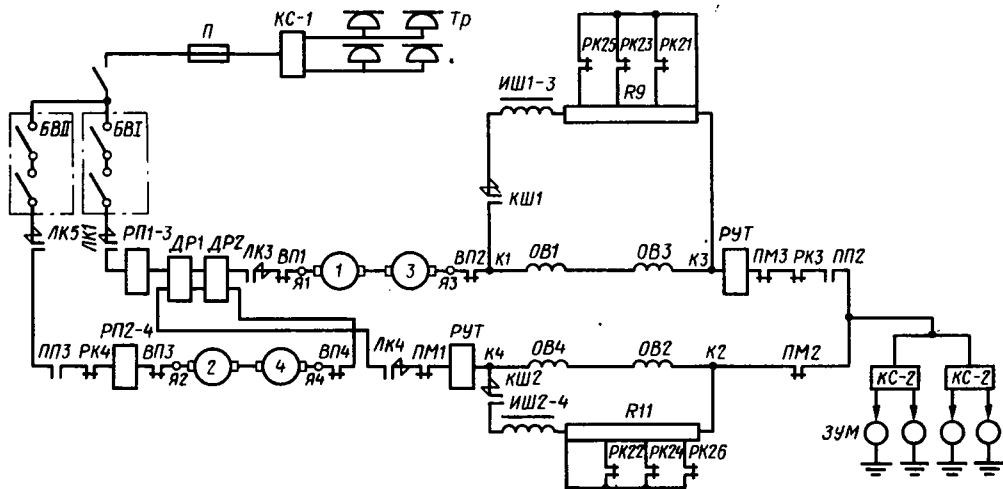 П КС-1 Тр
РК25 РК23 РК21
ИШ1-3 R9
БВII БВI
КШ1
ЛК5 ЛК1 РП1-3 ДР1 ДР2 ЛК3 ВП1 1 3 ВП2 К1 ОВ1 ОВ3 К3 РУТ ПМ3 РК3 ПП2
Я1 Я3
ПП3 РК4 РП2-4 ВП3 2 4 ВП4 ЛК4 ПМ1 РУТ К4 ОВ4 ОВ2 К2 ПМ2
Я2 Я4
КШ2
ИШ2-4 R11
РК22 РК24 РК26
КС-2 КС-2
ЗУМ